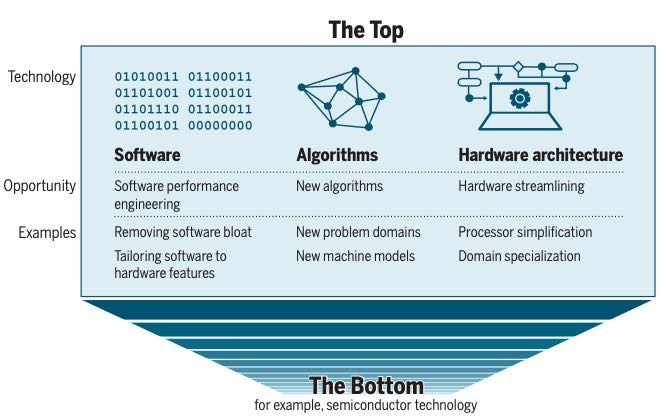 The Top
Technology
01010011 01100011
01101001 01100101
01101110 01100011
01100101 00000000
Software
Algorithms
Hardware architecture
Opportunity
Software performance
engineering
New algorithms
Hardware streamlining
Examples
Removing software bloat
New problem domains
Processor simplification
Tailoring software to
hardware features
New machine models
Domain specialization
The Bottom
for example, semiconductor technology